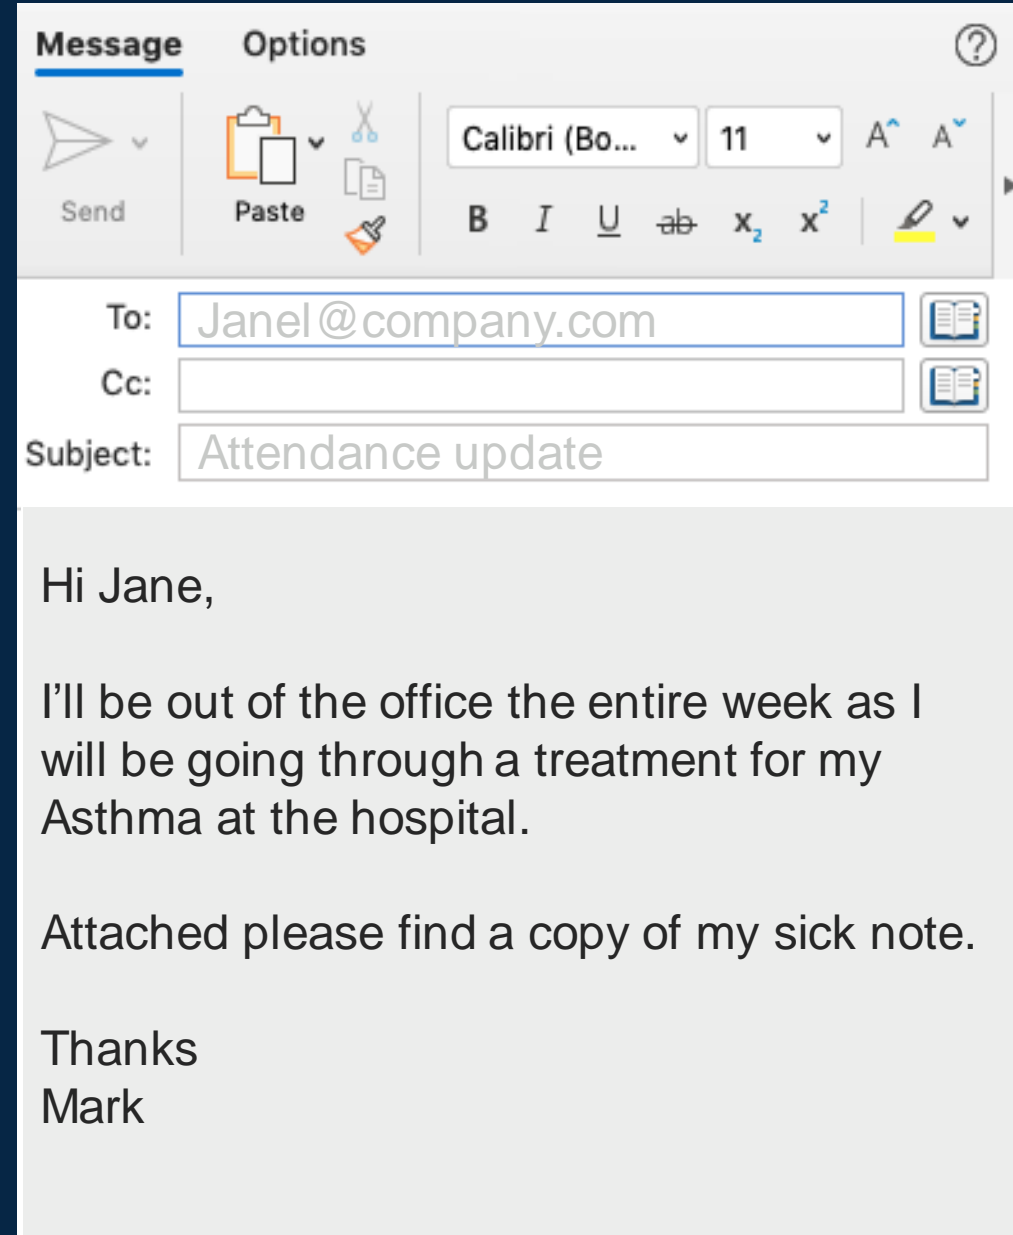 Message Options
Send Paste Calibri (Bo... 11 A A
B I U ab x₂ x²
To: Janel@company.com
Cc:
Subject: Attendance update
Hi Jane,
I’ll be out of the office the entire week as I
will be going through a treatment for my
Asthma at the hospital.
Attached please find a copy of my sick note.
Thanks
Mark